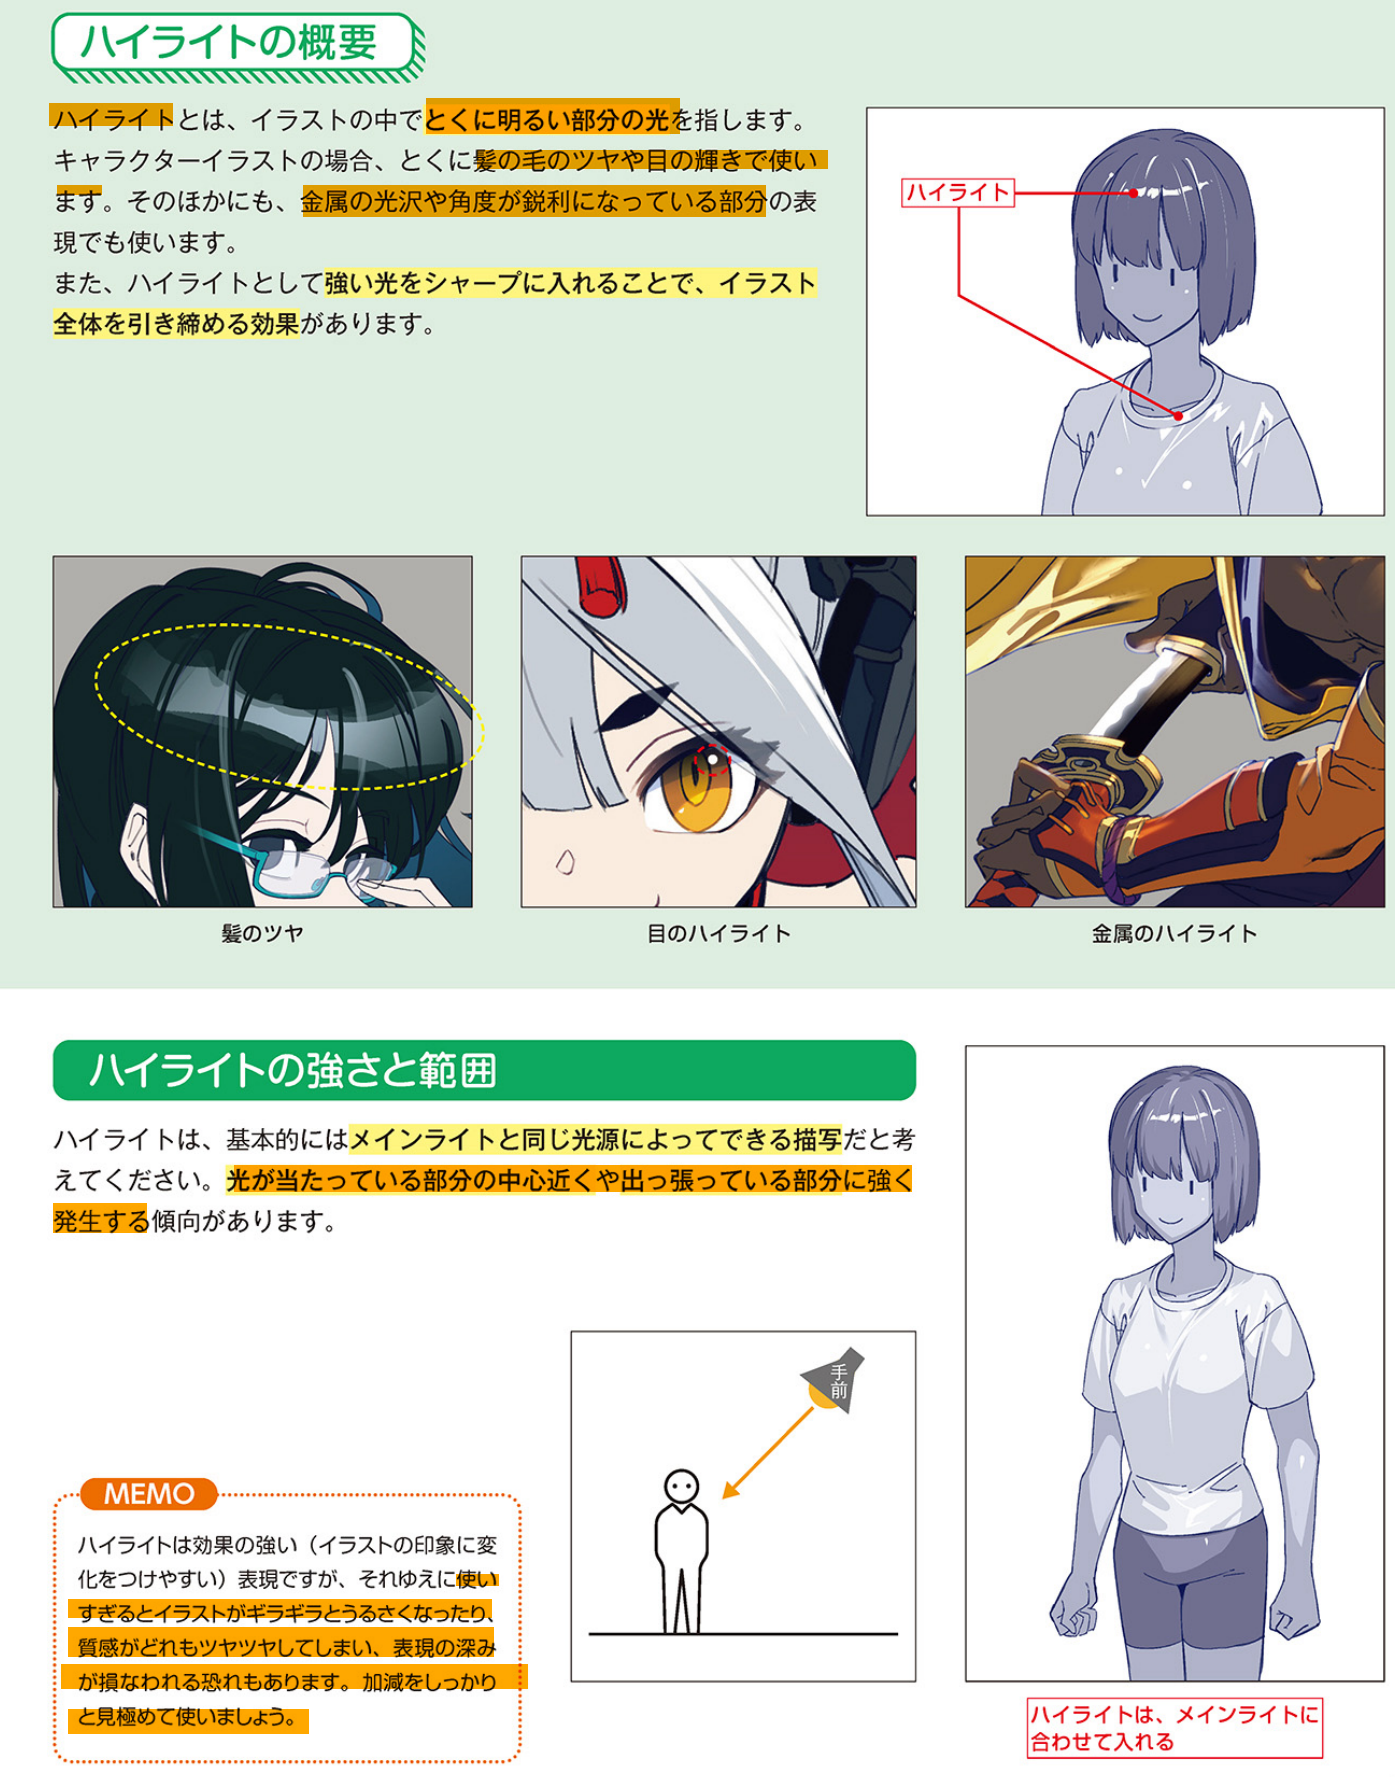 ハイライトの概要
ハイライトとは、イラストの中でとくに明るい部分の光を指します。
キャラクターイラストの場合、とくに髪の毛のツヤや目の輝きで使い
ます。そのほかにも、金属の光沢や角度が鋭利になっている部分の表
現でも使います。
また、ハイライトとして強い光をシャープに入れることで、イラスト
全体を引き締める効果があります。
ハイライト
髪のツヤ
目のハイライト
金属のハイライト
ハイライトの強さと範囲
ハイライトは、基本的にはメインライトと同じ光源によってできる描写だと考
えてください。光が当たっている部分の中心近くや出っ張っている部分に強く
発生する傾向があります。
手前
MEMO
ハイライトは効果の強い（イラストの印象に変
化をつけやすい）表現ですが、それゆえに使い
すぎるとイラストがギラギラとうるさくなったり、
質感がどれもツヤツヤしてしまい、表現の深み
が損なわれる恐れもあります。加減をしっかり
と見極めて使いましょう。
ハイライトは、メインライトに
合わせて入れる